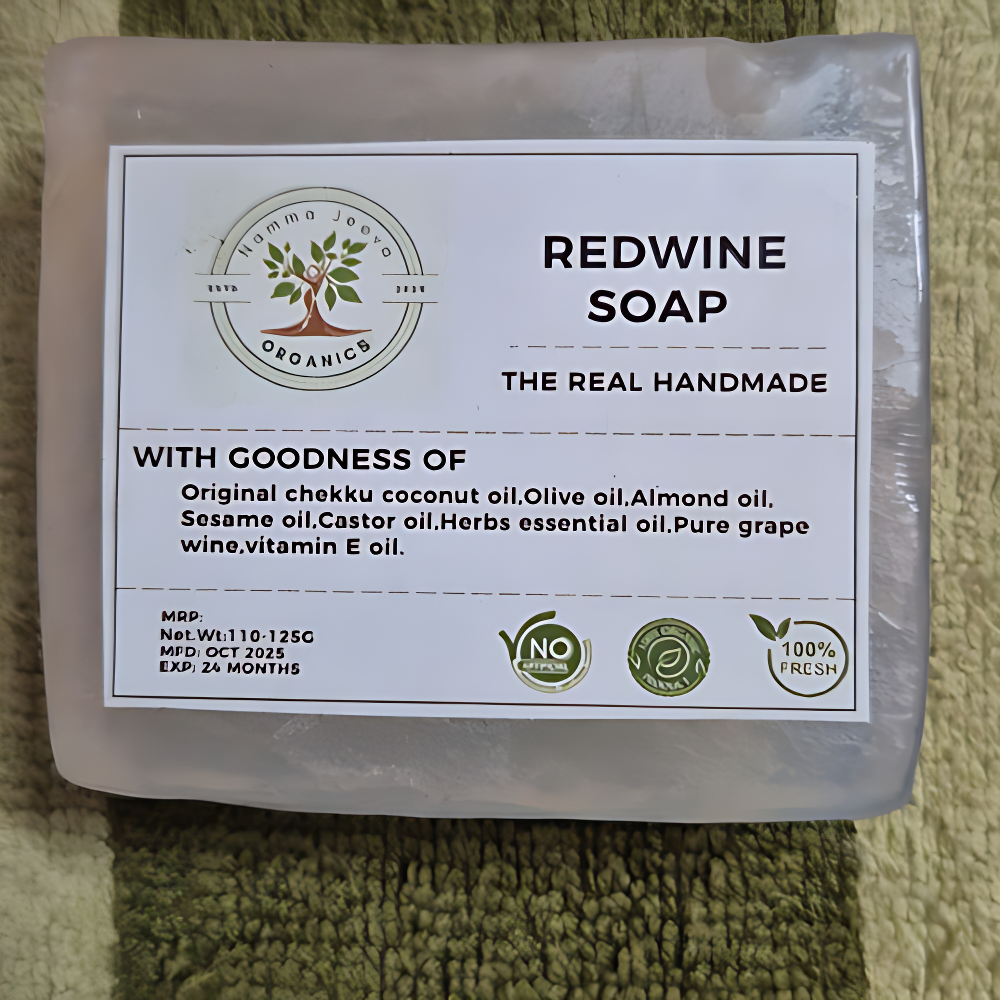 Namma Jeeva
ORGANICS
REDWINE
SOAP
THE REAL HANDMADE
WITH GOODNESS OF
Original chekku coconut oil,Olive oil,Almond oil,
Sesame oil,Castor oil,Herbs essential oil,Pure grape
wine,vitamin E oil.
MRP:
Net.Wt:110-125G
MFD: OCT 2025
EXP: 24 MONTHS
NO
100%
FRESH